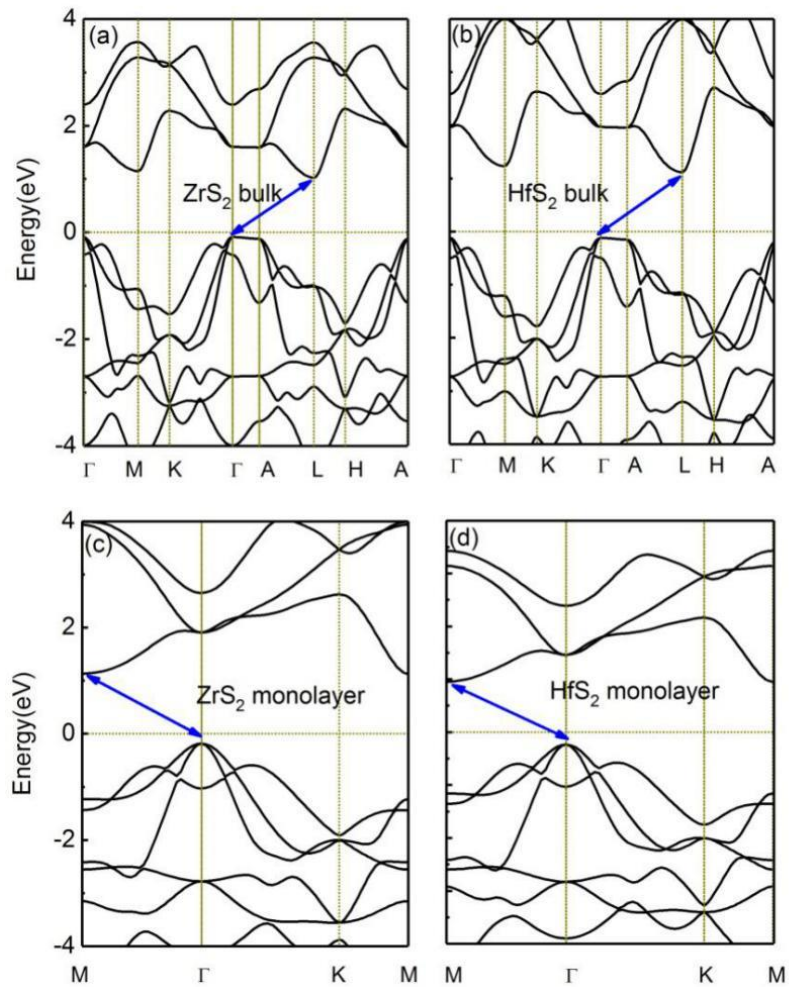 (a)
(b)
4
2
0
-2
-4
Energy(eV)
ZrS₂ bulk
HfS₂ bulk
Γ M K Γ A L H A
Γ M K Γ A L H A
(c)
(d)
4
2
0
-2
-4
Energy(eV)
ZrS₂ monolayer
HfS₂ monolayer
M Γ K M
M Γ K M